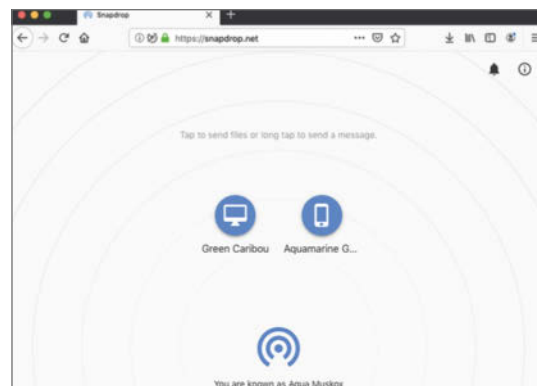 Snapdrop
https://snapdrop.net
Tap to send files or long tap to send a message.
Green Caribou Aquamarine G...
You are known as Aqua Muskox